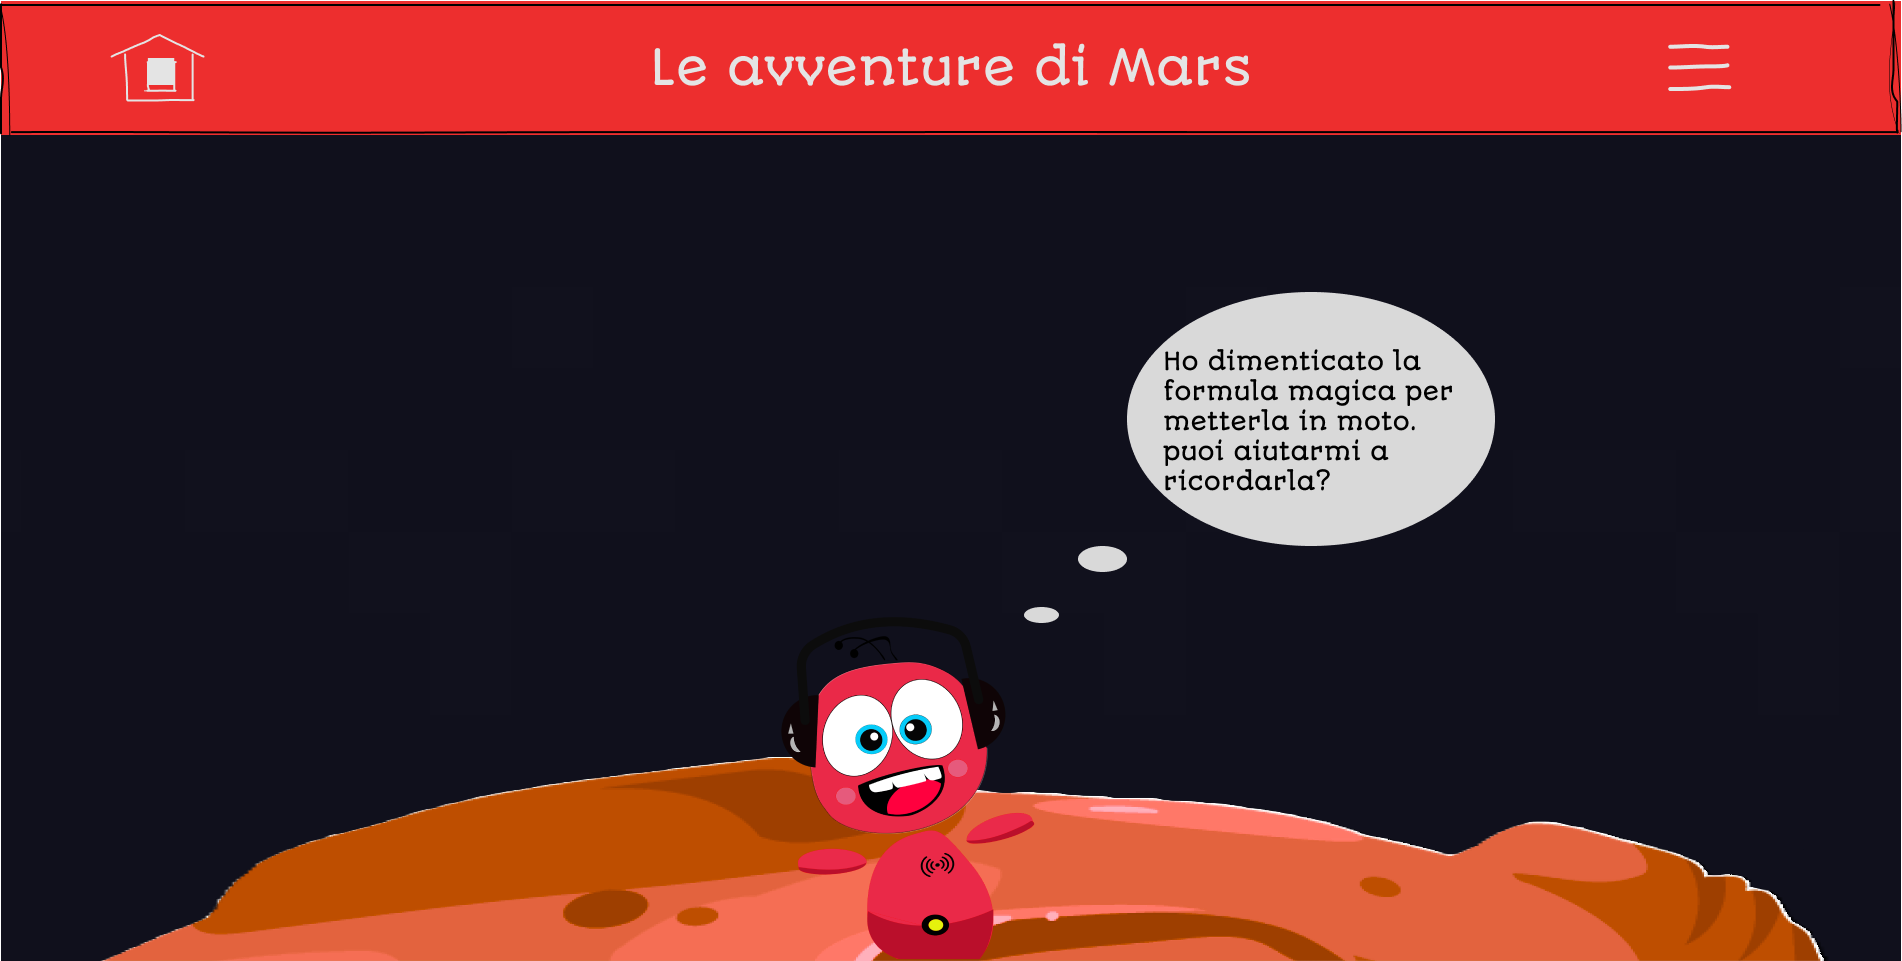 Le avventure di Mars
Ho dimenticato la
formula magica per
metterla in moto.
puoi aiutarmi a
ricordarla?